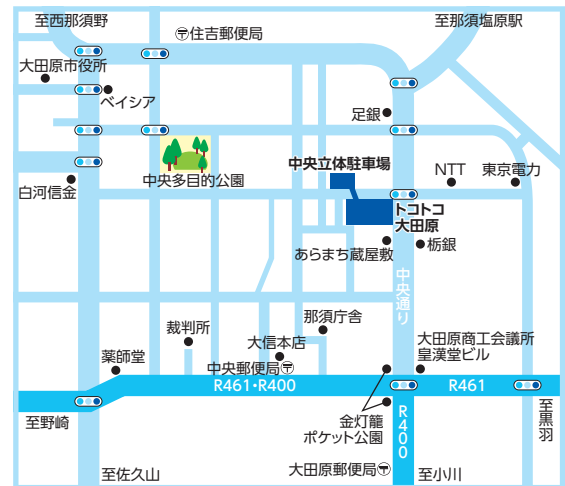 至西那須野
〒住吉郵便局
至那須塩原駅
大田原市役所
ベイシア
足銀
中央立体駐車場
NTT
東京電力
白河信金
中央多目的公園
トコトコ
大田原
あらまち蔵屋敷
栃銀
中央通り
那須庁舎
裁判所
大信本店
大田原商工会議所
皇漢堂ビル
薬師堂
中央郵便局〒
R461・R400
R461
至野崎
金灯籠
ポケット公園
R400
至黒羽
至佐久山
大田原郵便局〒
至小川